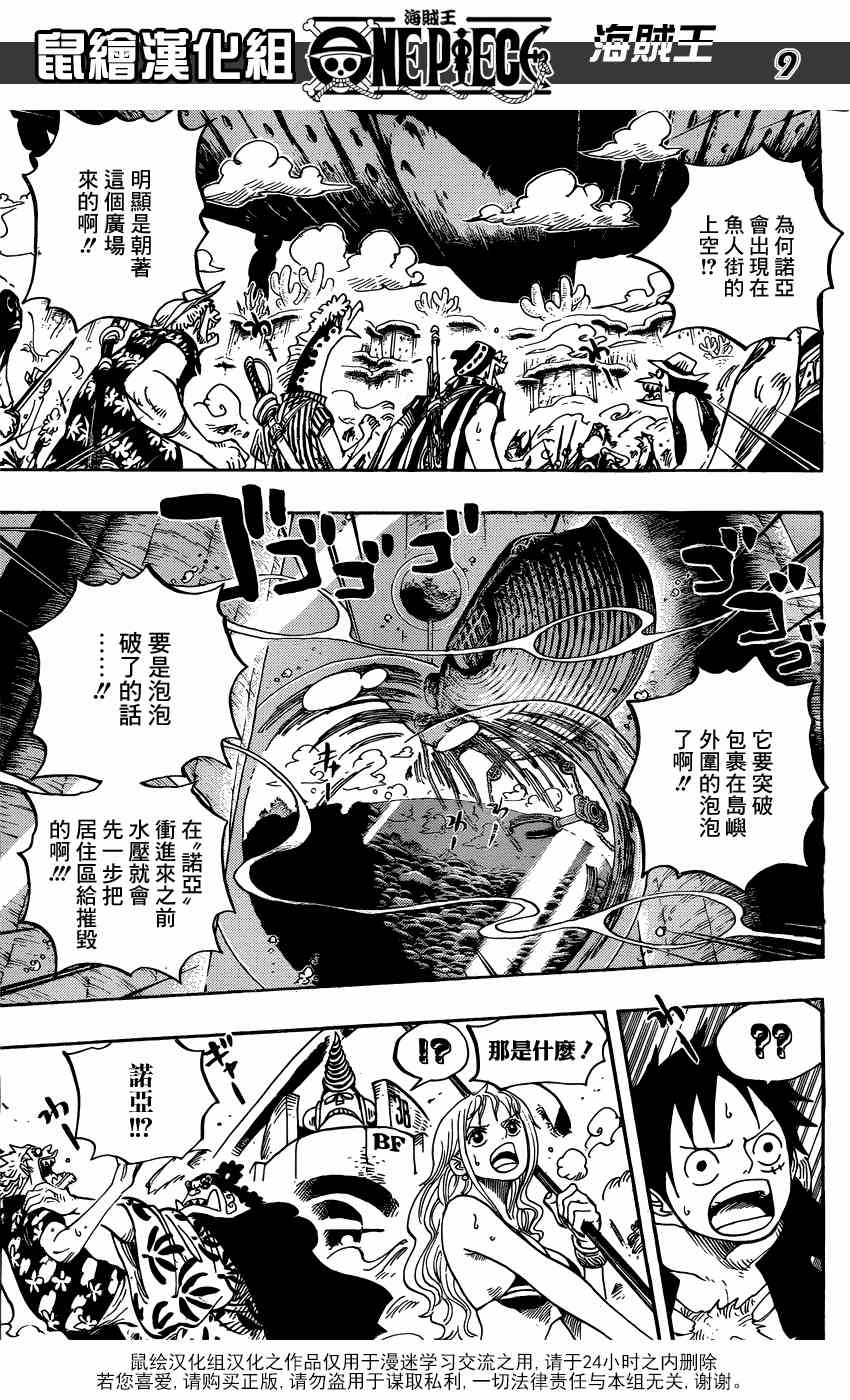 鼠繪漢化組
海賊王
ONE PIECE
海賊王
9
為何諾亞
會出現在
魚人街的
上空!?
明顯是朝著
這個廣場
來的啊!!
ゴゴゴゴゴ
ゴゴゴ
它要突破
包裹在島嶼
外圍的泡泡
了啊!!
要是泡泡
破了的話
……!!
在〝諾亞〞
衝進來之前
水壓就會
先一步把
居住區給摧毀
的啊!!!
??
那是什麼!
!?
38
BF
諾亞
!!?
鼠绘汉化组汉化之作品仅用于漫迷学习交流之用, 请于24小时之内删除
若您喜爱, 请购买正版, 请勿盗用于谋取私利, 一切法律责任与本组无关, 谢谢。